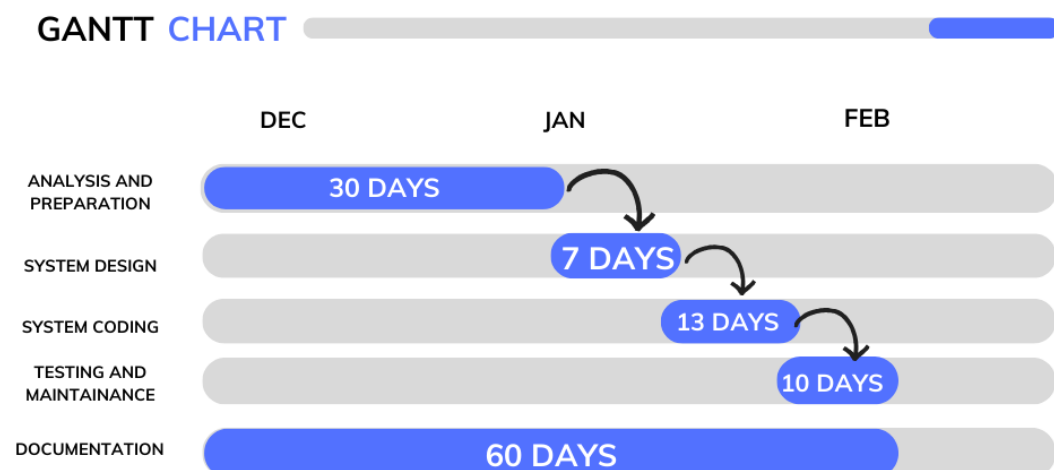 GANTT CHART
DEC JAN FEB
ANALYSIS AND
PREPARATION
30 DAYS
SYSTEM DESIGN
7 DAYS
SYSTEM CODING
13 DAYS
TESTING AND
MAINTAINANCE
10 DAYS
DOCUMENTATION
60 DAYS